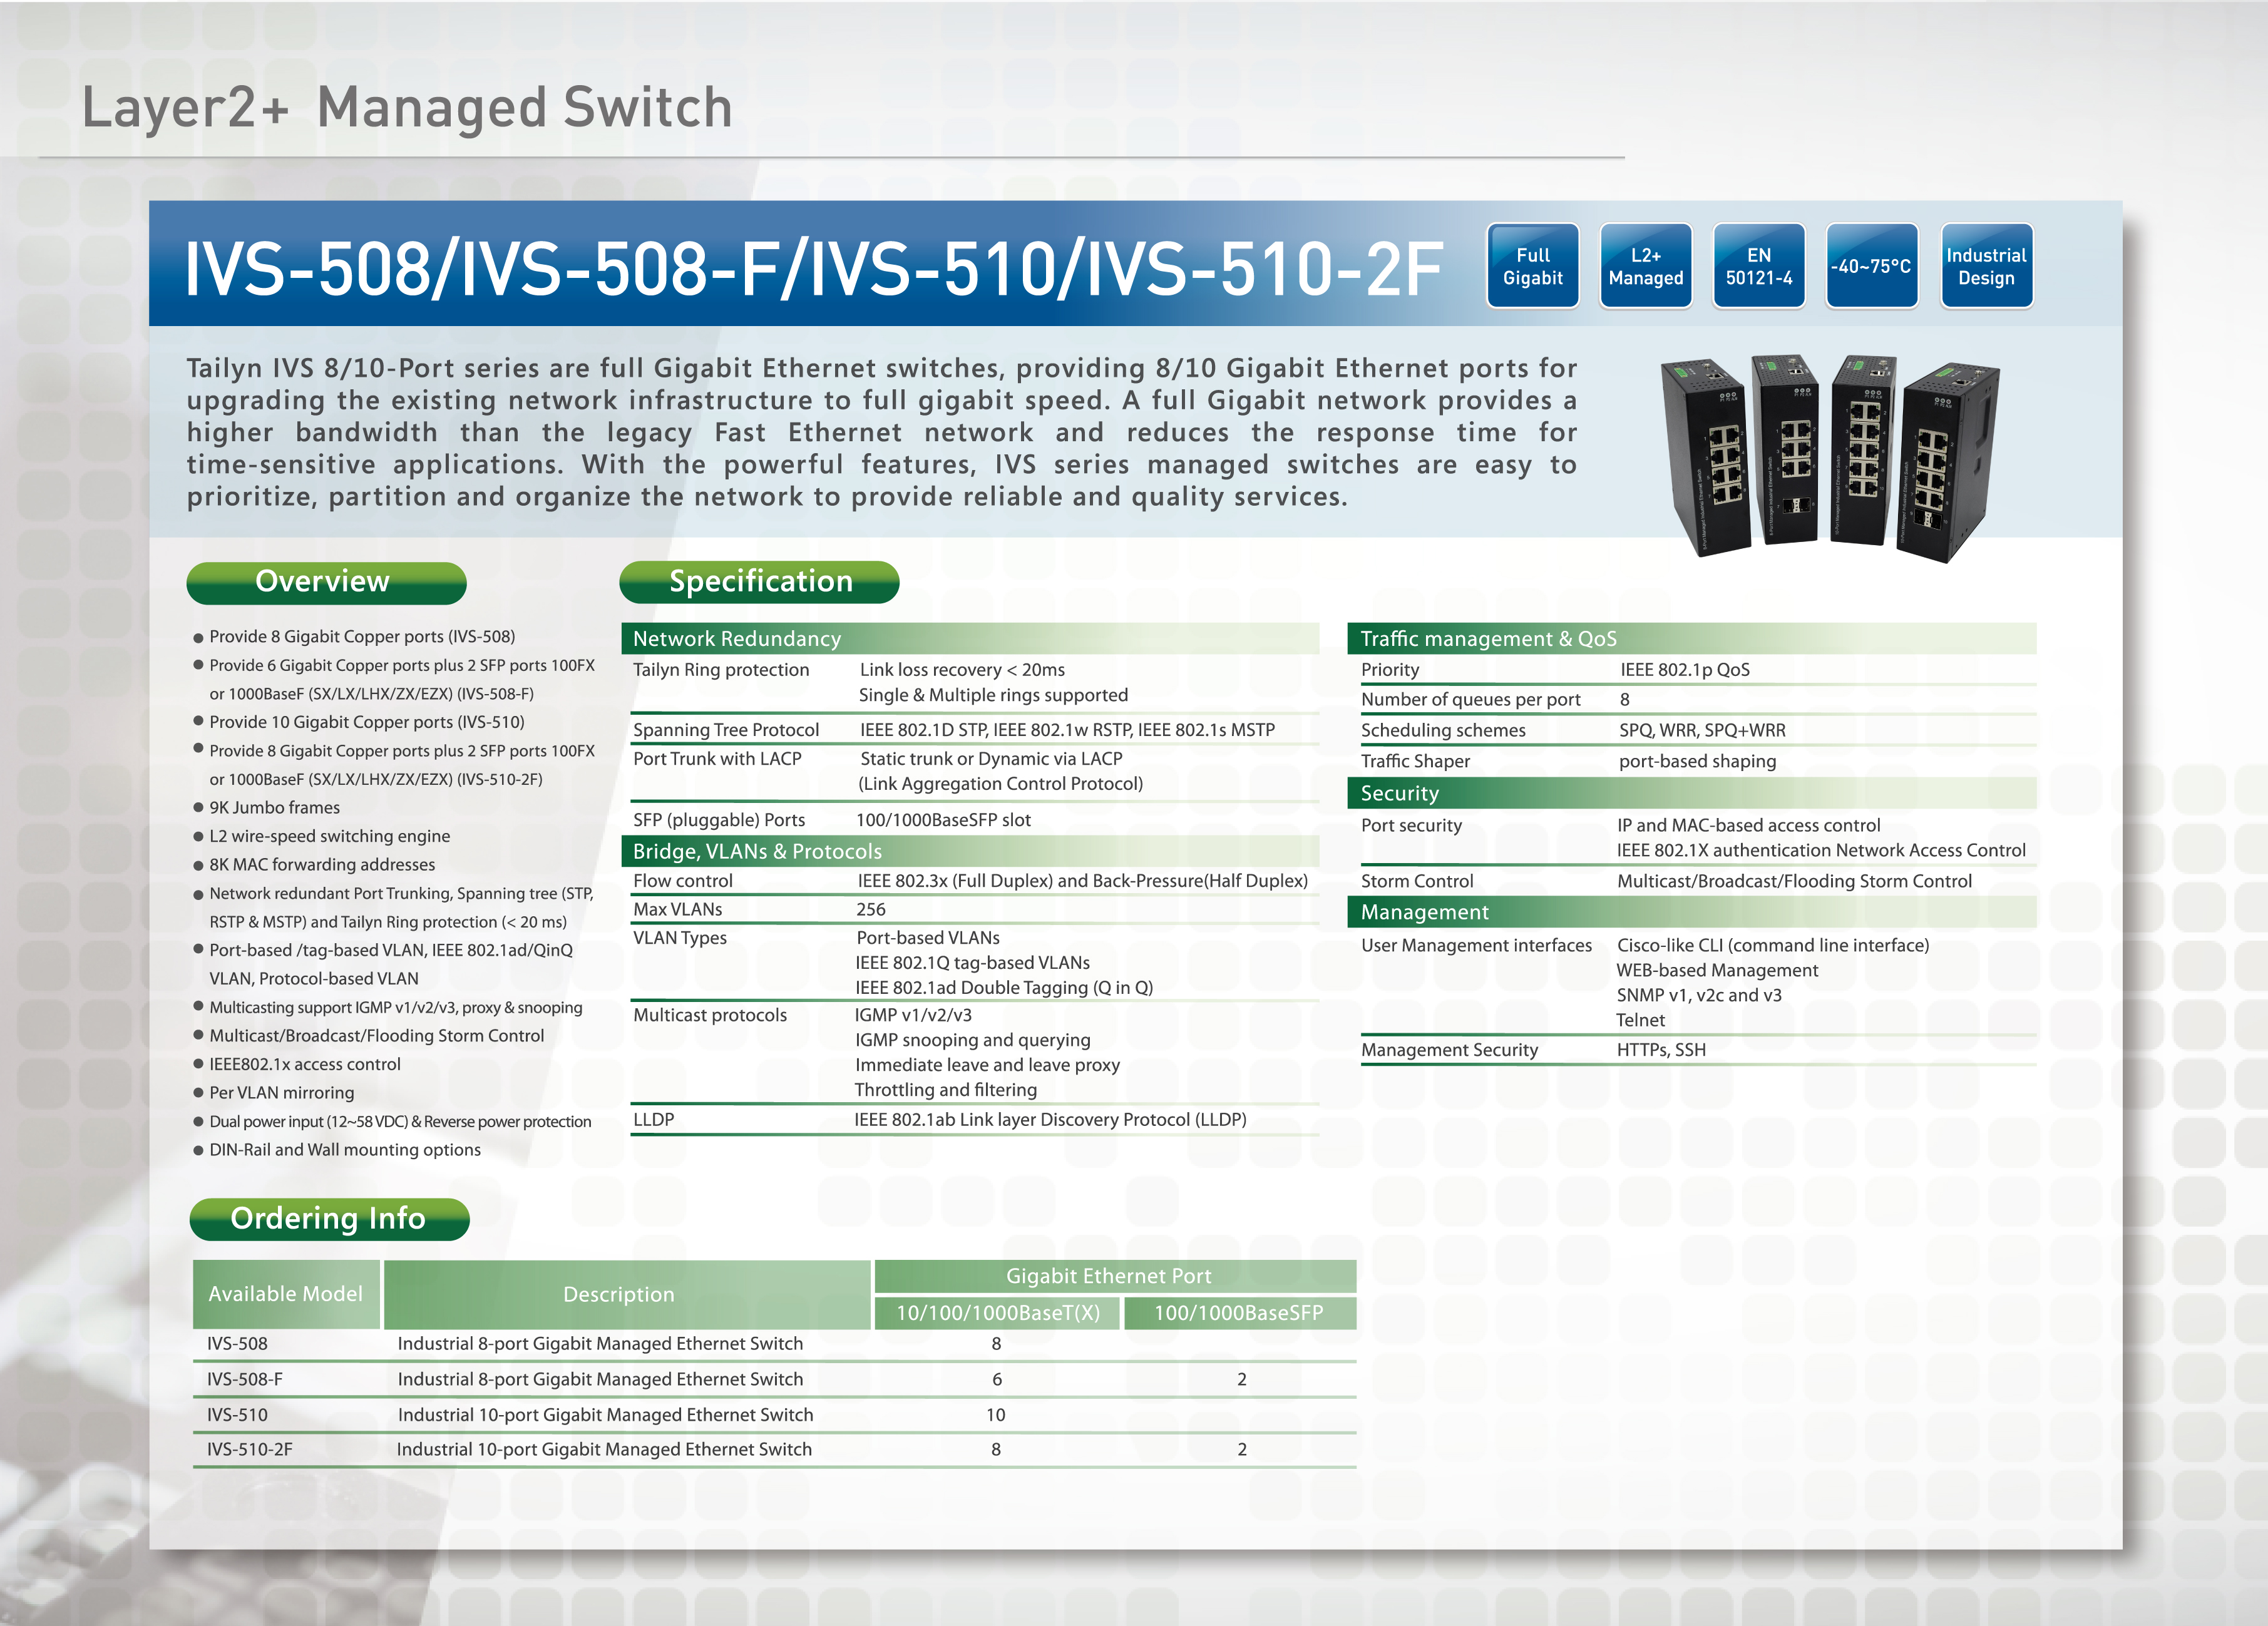 Layer2+ Managed Switch
IVS-508/IVS-508-F/IVS-510/IVS-510-2F
Full
Gigabit
L2+
Managed
EN
50121-4
-40~75°C
Industrial
Design
Tailyn IVS 8/10-Port series are full Gigabit Ethernet switches, providing 8/10 Gigabit Ethernet ports for
upgrading the existing network infrastructure to full gigabit speed. A full Gigabit network provides a
higher bandwidth than the legacy Fast Ethernet network and reduces the response time for
time-sensitive applications. With the powerful features, IVS series managed switches are easy to
prioritize, partition and organize the network to provide reliable and quality services.
Overview
● Provide 8 Gigabit Copper ports (IVS-508)
● Provide 6 Gigabit Copper ports plus 2 SFP ports 100FX
or 1000BaseF (SX/LX/LHX/ZX/EZX) (IVS-508-F)
● Provide 10 Gigabit Copper ports (IVS-510)
● Provide 8 Gigabit Copper ports plus 2 SFP ports 100FX
or 1000BaseF (SX/LX/LHX/ZX/EZX) (IVS-510-2F)
● 9K Jumbo frames
● L2 wire-speed switching engine
● 8K MAC forwarding addresses
● Network redundant Port Trunking, Spanning tree (STP,
RSTP & MSTP) and Tailyn Ring protection (< 20 ms)
● Port-based /tag-based VLAN, IEEE 802.1ad/QinQ
VLAN, Protocol-based VLAN
● Multicasting support IGMP v1/v2/v3, proxy & snooping
● Multicast/Broadcast/Flooding Storm Control
● IEEE802.1x access control
● Per VLAN mirroring
● Dual power input (12~58 VDC) & Reverse power protection
● DIN-Rail and Wall mounting options
Specification
Network Redundancy
Tailyn Ring protection Link loss recovery < 20ms
Single & Multiple rings supported
Spanning Tree Protocol IEEE 802.1D STP, IEEE 802.1w RSTP, IEEE 802.1s MSTP
Port Trunk with LACP Static trunk or Dynamic via LACP
(Link Aggregation Control Protocol)
SFP (pluggable) Ports 100/1000BaseSFP slot
Bridge, VLANs & Protocols
Flow control IEEE 802.3x (Full Duplex) and Back-Pressure(Half Duplex)
Max VLANs 256
VLAN Types Port-based VLANs
IEEE 802.1Q tag-based VLANs
IEEE 802.1ad Double Tagging (Q in Q)
Multicast protocols IGMP v1/v2/v3
IGMP snooping and querying
Immediate leave and leave proxy
Throttling and filtering
LLDP IEEE 802.1ab Link layer Discovery Protocol (LLDP)
Traffic management & QoS
Priority IEEE 802.1p QoS
Number of queues per port 8
Scheduling schemes SPQ, WRR, SPQ+WRR
Traffic Shaper port-based shaping
Security
Port security IP and MAC-based access control
IEEE 802.1X authentication Network Access Control
Storm Control Multicast/Broadcast/Flooding Storm Control
Management
User Management interfaces Cisco-like CLI (command line interface)
WEB-based Management
SNMP v1, v2c and v3
Telnet
Management Security HTTPs, SSH
Ordering Info
Available Model Description Gigabit Ethernet Port
10/100/1000BaseT(X) 100/1000BaseSFP
IVS-508 Industrial 8-port Gigabit Managed Ethernet Switch 8
IVS-508-F Industrial 8-port Gigabit Managed Ethernet Switch 6 2
IVS-510 Industrial 10-port Gigabit Managed Ethernet Switch 10
IVS-510-2F Industrial 10-port Gigabit Managed Ethernet Switch 8 2